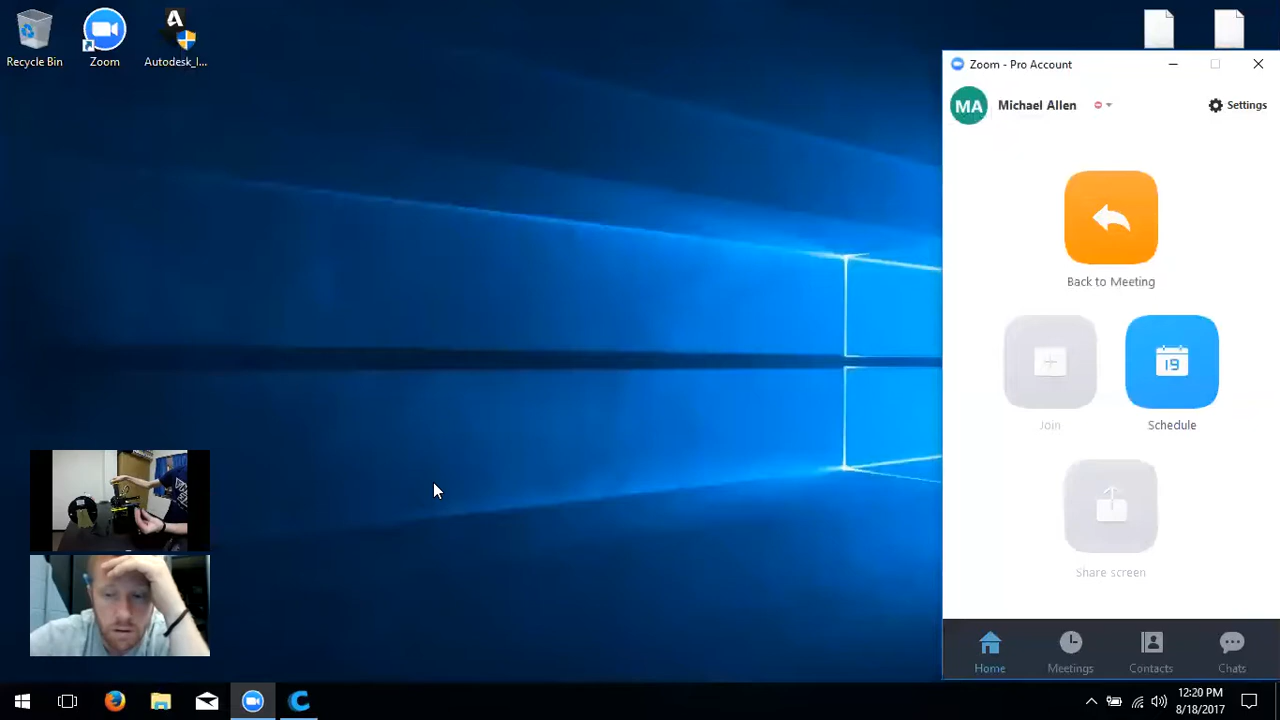 Recycle Bin
Zoom
Autodesk_I...
Zoom - Pro Account
MA
Michael Allen
Settings
Back to Meeting
19
Join
Schedule
Share screen
Home
Meetings
Contacts
Chats
12:20 PM
8/18/2017